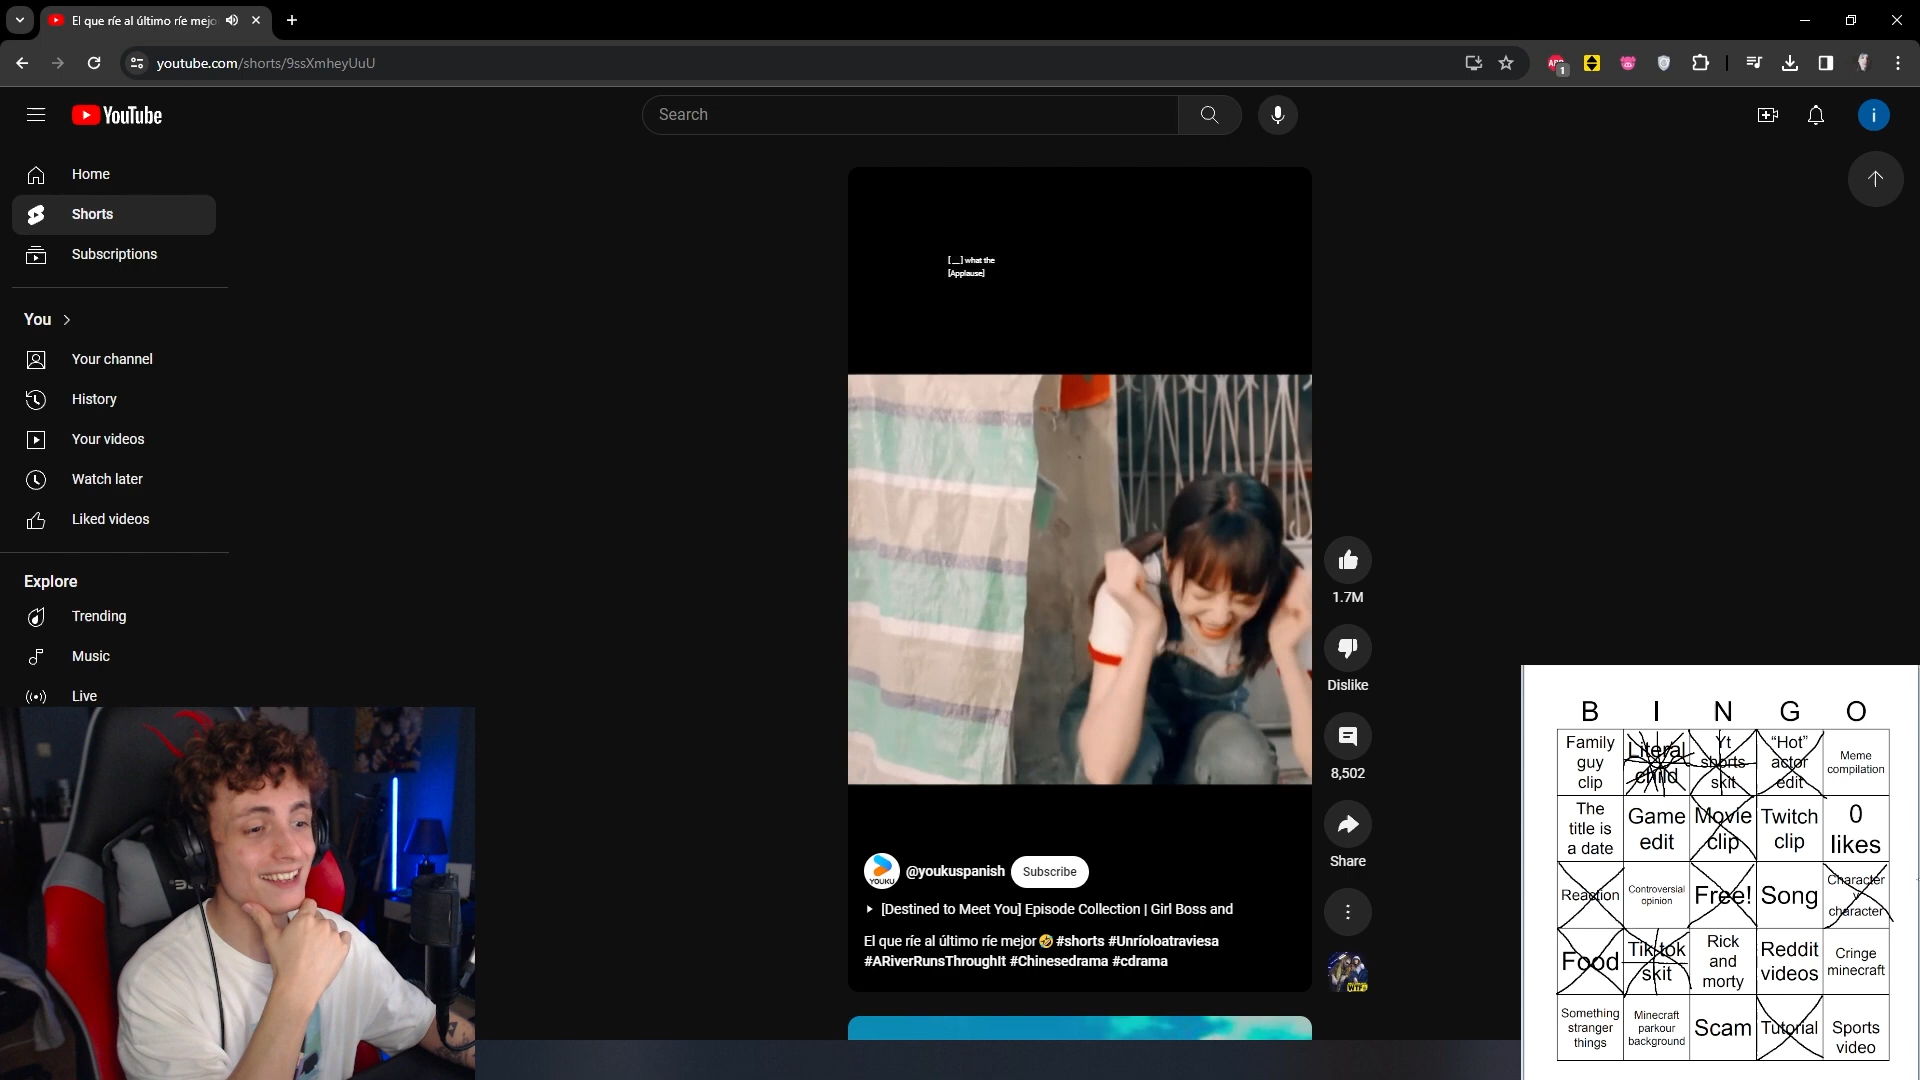 El que ríe al último ríe mejo
youtube.com/shorts/9ssXmheyUuU
ABP
1
YouTube
Search
i
Home
Shorts
Subscriptions
You
Your channel
History
Your videos
Watch later
Liked videos
Explore
Trending
Music
Live
[ __ ] what the
[Applause]
1.7M
Dislike
8,502
Share
YOUKU
@youkuspanish
Subscribe
[Destined to Meet You] Episode Collection | Girl Boss and
El que ríe al último ríe mejor🤣 #shorts #Unríoloatraviesa
#ARiverRunsThroughIt #Chinesedrama #cdrama
WTF
B I N G O
Family
guy
clip
Literal
child
Yt
shorts
skit
“Hot”
actor
edit
Meme
compilation
The
title is
a date
Game
edit
Movie
clip
Twitch
clip
0
likes
Reaction
Controversial
opinion
Free!
Song
Character
v
character
Food
Tik tok
skit
Rick
and
morty
Reddit
videos
Cringe
minecraft
Something
stranger
things
Minecraft
parkour
background
Scam
Tutorial
Sports
video